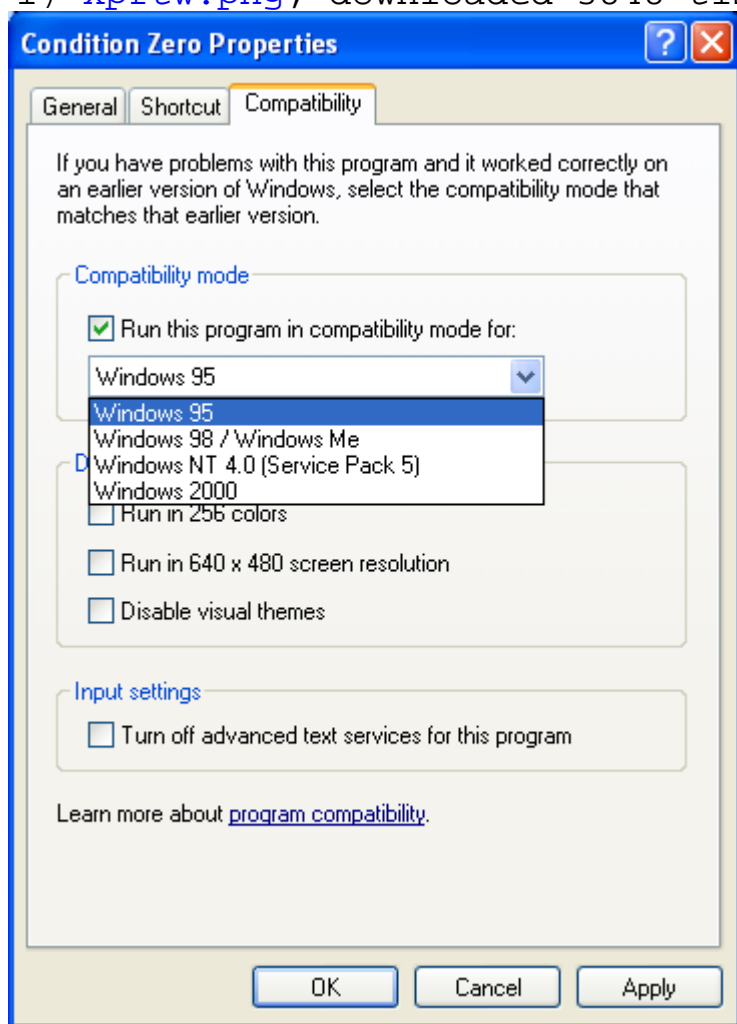 Condition Zero Properties
General Shortcut Compatibility
If you have problems with this program and it worked correctly on
an earlier version of Windows, select the compatibility mode that
matches that earlier version.
Compatibility mode
Run this program in compatibility mode for:
Windows 95
Windows 95
Windows 98 / Windows Me
Windows NT 4.0 (Service Pack 5)
Windows 2000
D
Run in 256 colors
Run in 640 x 480 screen resolution
Disable visual themes
Input settings
Turn off advanced text services for this program
Learn more about program compatibility.
OK Cancel Apply